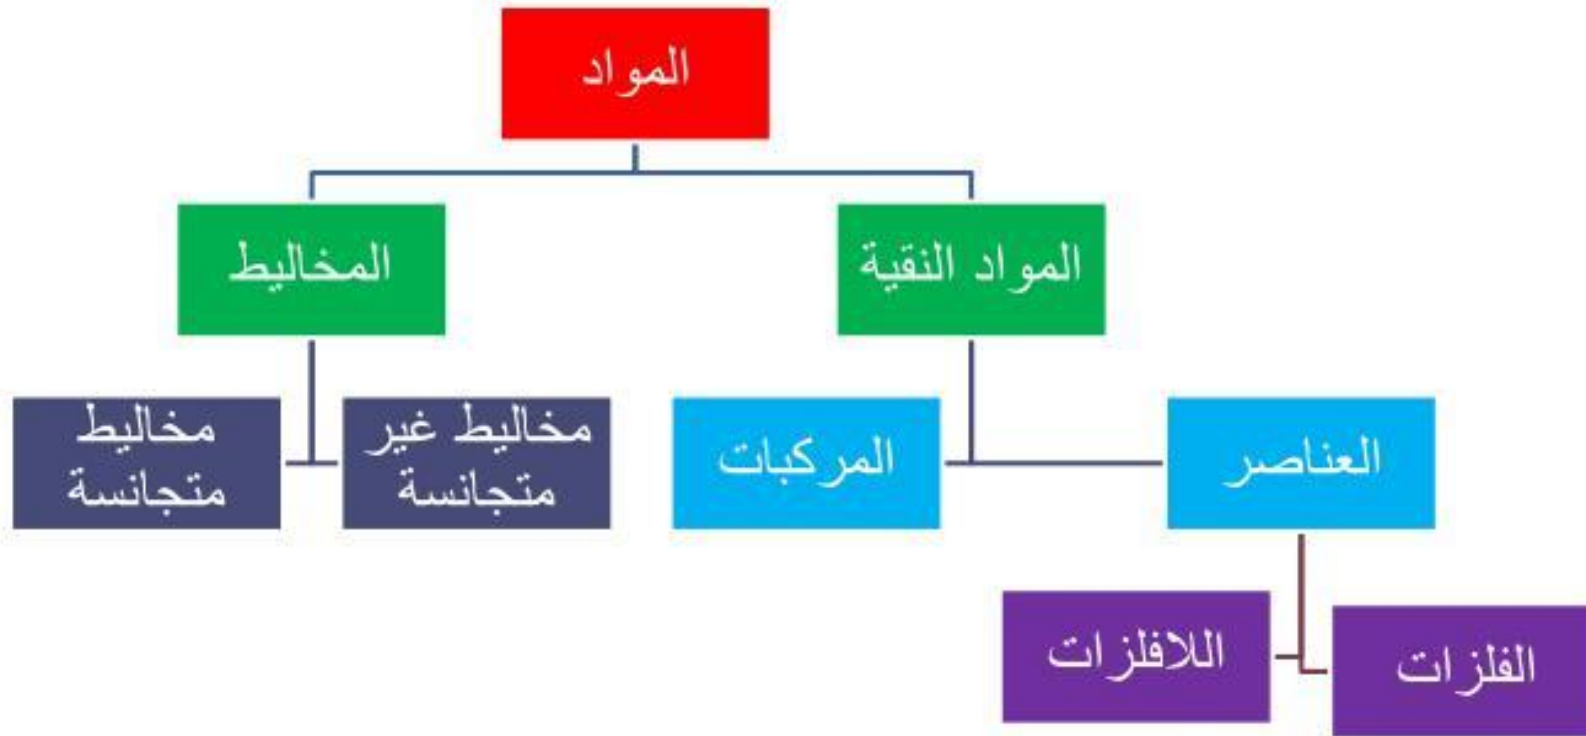 المواد
المواد النقية
المخاليط
العناصر
المركبات
مخاليط غير
متجانسة
مخاليط
متجانسة
الفلزات
اللافلزات